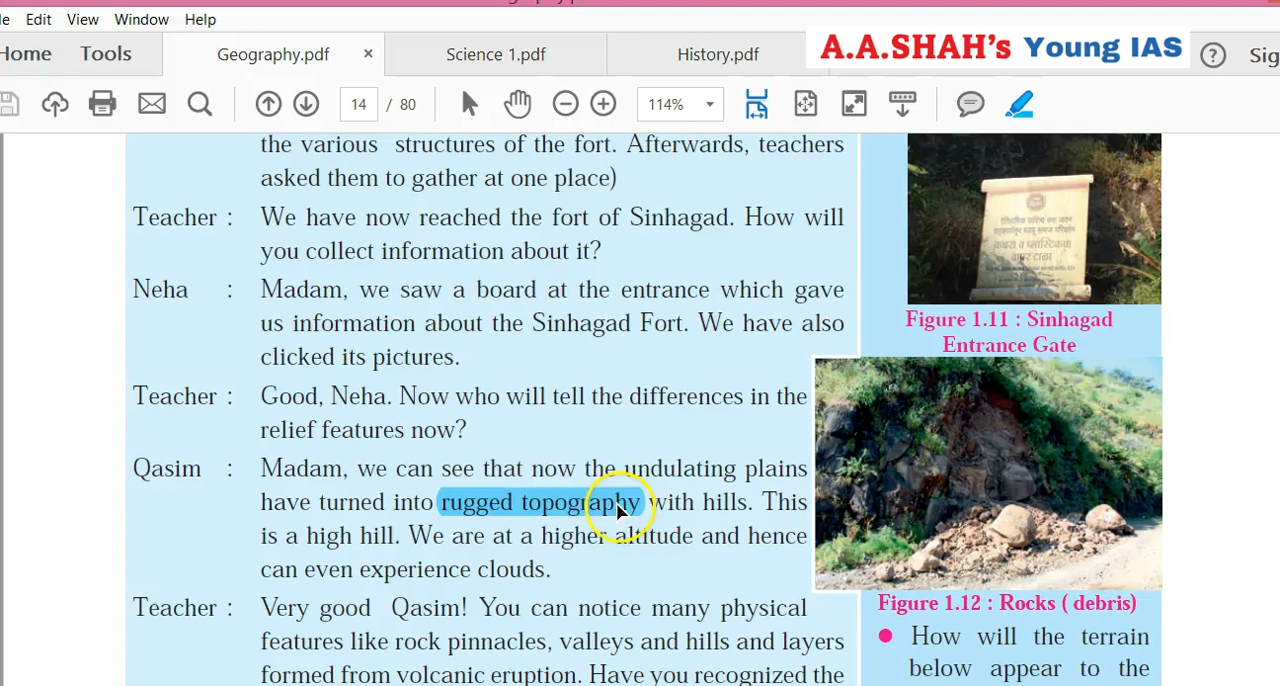 Edit View Window Help
Home Tools Geography.pdf × Science 1.pdf History.pdf
A.A.SHAH's Young IAS
? Sig
14 / 80 114%
the various structures of the fort. Afterwards, teachers
asked them to gather at one place)
Teacher : We have now reached the fort of Sinhagad. How will
you collect information about it?
Neha : Madam, we saw a board at the entrance which gave
us information about the Sinhagad Fort. We have also
clicked its pictures.
Teacher : Good, Neha. Now who will tell the differences in the
relief features now?
Qasim : Madam, we can see that now the undulating plains
have turned into rugged topography with hills. This
is a high hill. We are at a higher altitude and hence
can even experience clouds.
Teacher : Very good Qasim! You can notice many physical
features like rock pinnacles, valleys and hills and layers
formed from volcanic eruption. Have you recognized the
कचरा व प्लास्टिकचा
वापर टाळा
Figure 1.11 : Sinhagad
Entrance Gate
Figure 1.12 : Rocks ( debris)
● How will the terrain
below appear to the